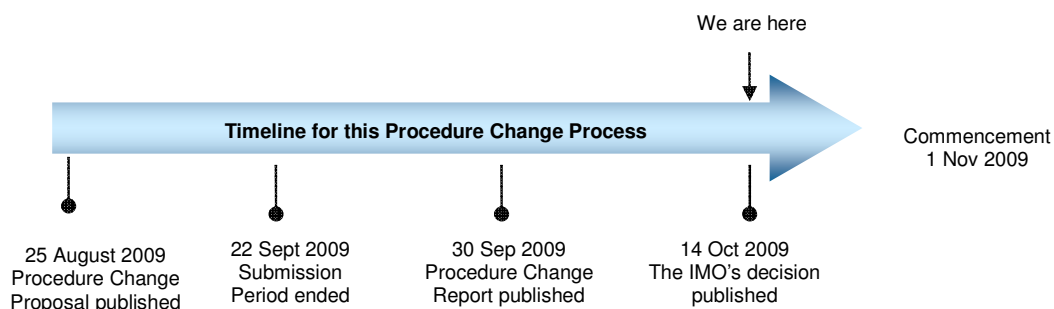 We are here
Timeline for this Procedure Change Process
Commencement
1 Nov 2009
25 August 2009
Procedure Change
Proposal published
22 Sept 2009
Submission
Period ended
30 Sep 2009
Procedure Change
Report published
14 Oct 2009
The IMO's decision
published